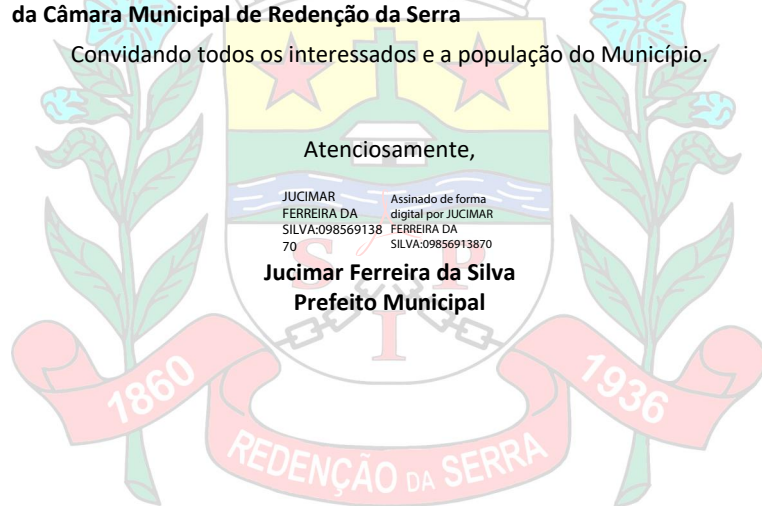 da Câmara Municipal de Redenção da Serra
Convidando todos os interessados e a população do Município.
Atenciosamente,
JUCIMAR
FERREIRA DA
SILVA:098569138
70
Assinado de forma
digital por JUCIMAR
FERREIRA DA
SILVA:09856913870
Jucimar Ferreira da Silva
Prefeito Municipal
S P
I
1860
1936
REDENÇÃO DA SERRA